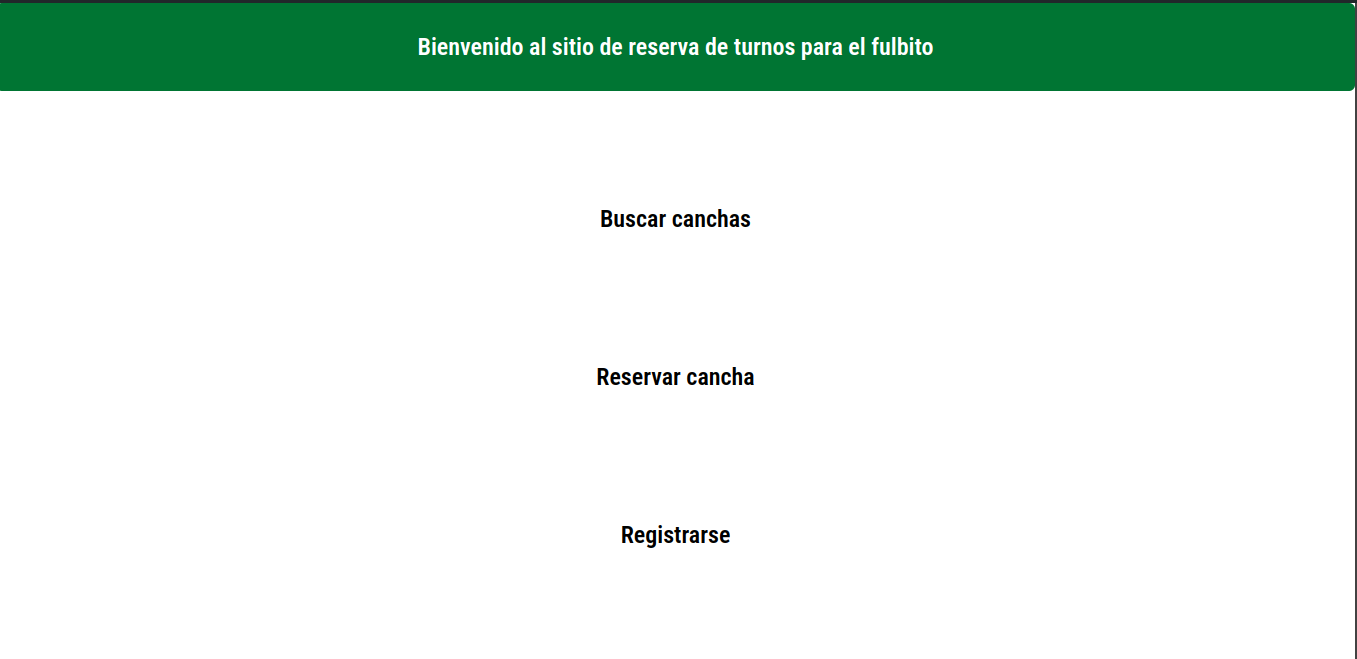 Bienvenido al sitio de reserva de turnos para el fulbito
Buscar canchas
Reservar cancha
Registrarse